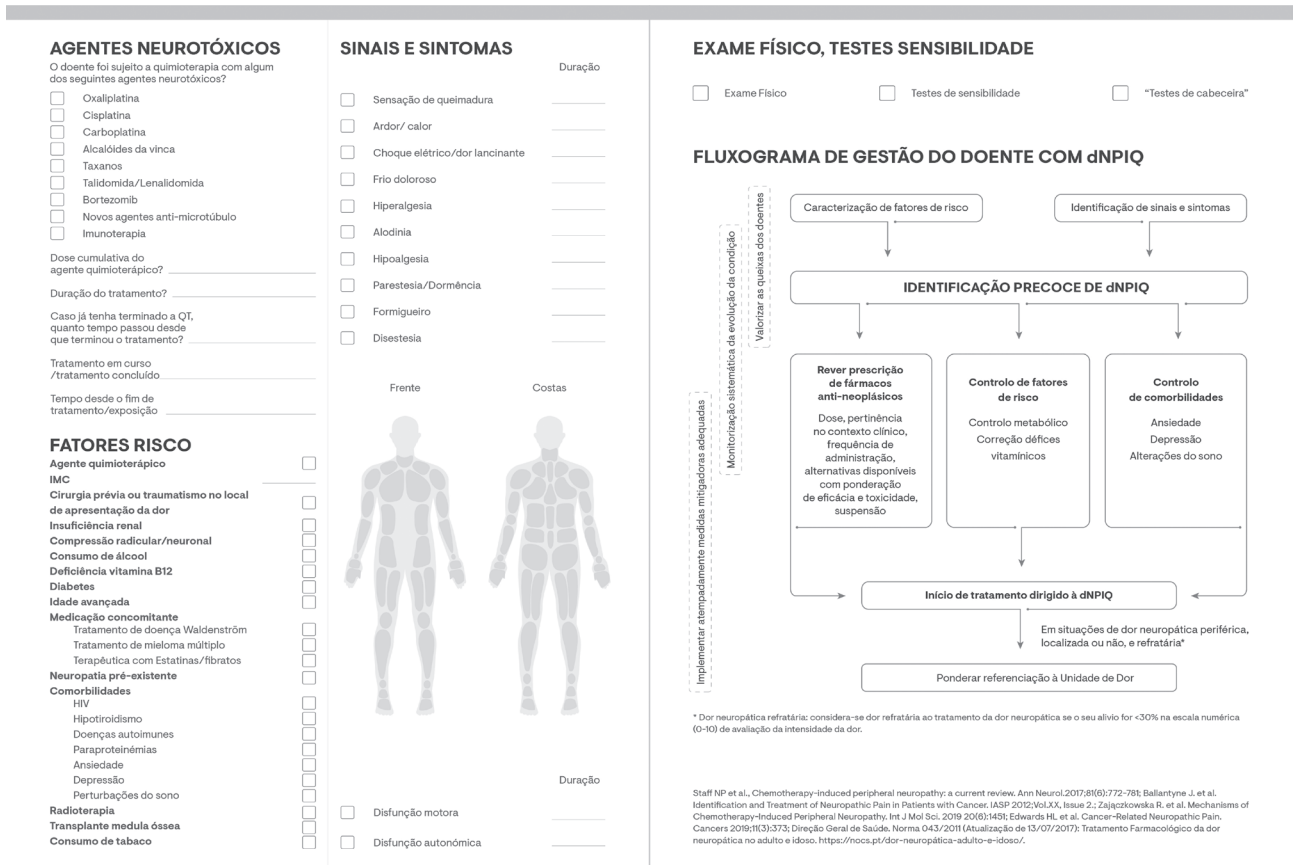 AGENTES NEUROTÓXICOS
O doente foi sujeito a quimioterapia com algum
dos seguintes agentes neurotóxicos?
Oxaliplatina
Cisplatina
Carboplatina
Alcalóides da vinca
Taxanos
Talidomida/Lenalidomida
Bortezomib
Novos agentes anti-microtúbulo
Imunoterapia
Dose cumulativa do
agente quimioterápico?
Duração do tratamento?
Caso já tenha terminado a QT,
quanto tempo passou desde
que terminou o tratamento?
Tratamento em curso
/tratamento concluído
Tempo desde o fim de
tratamento/exposição
FATORES RISCO
Agente quimioterápico
IMC
Cirurgia prévia ou traumatismo no local
de apresentação da dor
Insuficiência renal
Compressão radicular/neuronal
Consumo de álcool
Deficiência vitamina B12
Diabetes
Idade avançada
Medicação concomitante
Tratamento de doença Waldenstrôm
Tratamento de mieloma múltiplo
Terapêutica com Estatinas/fibratos
Neuropatia pré-existente
Comorbilidades
HIV
Hipotiroidismo
Doenças autoimunes
Paraproteinémias
Ansiedade
Depressão
Perturbações do sono
Radioterapia
Transplante medula óssea
Consumo de tabaco
SINAIS E SINTOMAS
Duração
Sensação de queimadura
Ardor/ calor
Choque elétrico/dor lancinante
Frio doloroso
Hiperalgesia
Alodinia
Hipoalgesia
Parestesia/Dormência
Formigueiro
Disestesia
Frente
Costas
Duração
Disfunção motora
Disfunção autonómica
EXAME FÍSICO, TESTES SENSIBILIDADE
Exame Físico
Testes de sensibilidade
“Testes de cabeceira”
FLUXOGRAMA DE GESTÃO DO DOENTE COM dNPIQ
Implementar atempadamente medidas mitigadoras adequadas
Monitorização sistemática da evolução da condição
Valorizar as queixas dos doentes
Caracterização de fatores de risco
Identificação de sinais e sintomas
IDENTIFICAÇÃO PRECOCE DE dNPIQ
Rever prescrição
de fármacos
anti-neoplásicos
Dose, pertinência
no contexto clínico,
frequência de
administração,
alternativas disponíveis
com ponderação
de eficácia e toxicidade,
suspensão
Controlo de fatores
de risco
Controlo metabólico
Correção défices
vitamínicos
Controlo
de comorbilidades
Ansiedade
Depressão
Alterações do sono
Início de tratamento dirigido à dNPIQ
Em situações de dor neuropática periférica,
localizada ou não, e refratária*
Ponderar referenciação à Unidade de Dor
* Dor neuropática refratária: considera-se dor refratária ao tratamento da dor neuropática se o seu alivio for <30% na escala numérica
(0-10) de avaliação da intensidade da dor.
Staff NP et al., Chemotherapy-induced peripheral neuropathy: a current review. Ann Neurol.2017;81(6):772-781; Ballantyne J. et al.
Identification and Treatment of Neuropathic Pain in Patients with Cancer. IASP 2012;Vol.XX, Issue 2.; Zajączkowska R. et al. Mechanisms of
Chemotherapy-Induced Peripheral Neuropathy. Int J Mol Sci. 2019 20(6):1451; Edwards HL et al. Cancer-Related Neuropathic Pain.
Cancers 2019;11(3):373; Direção Geral de Saúde. Norma 043/2011 (Atualização de 13/07/2017): Tratamento Farmacológico da dor
neuropática no adulto e idoso. https://nocs.pt/dor-neuropática-adulto-e-idoso/.